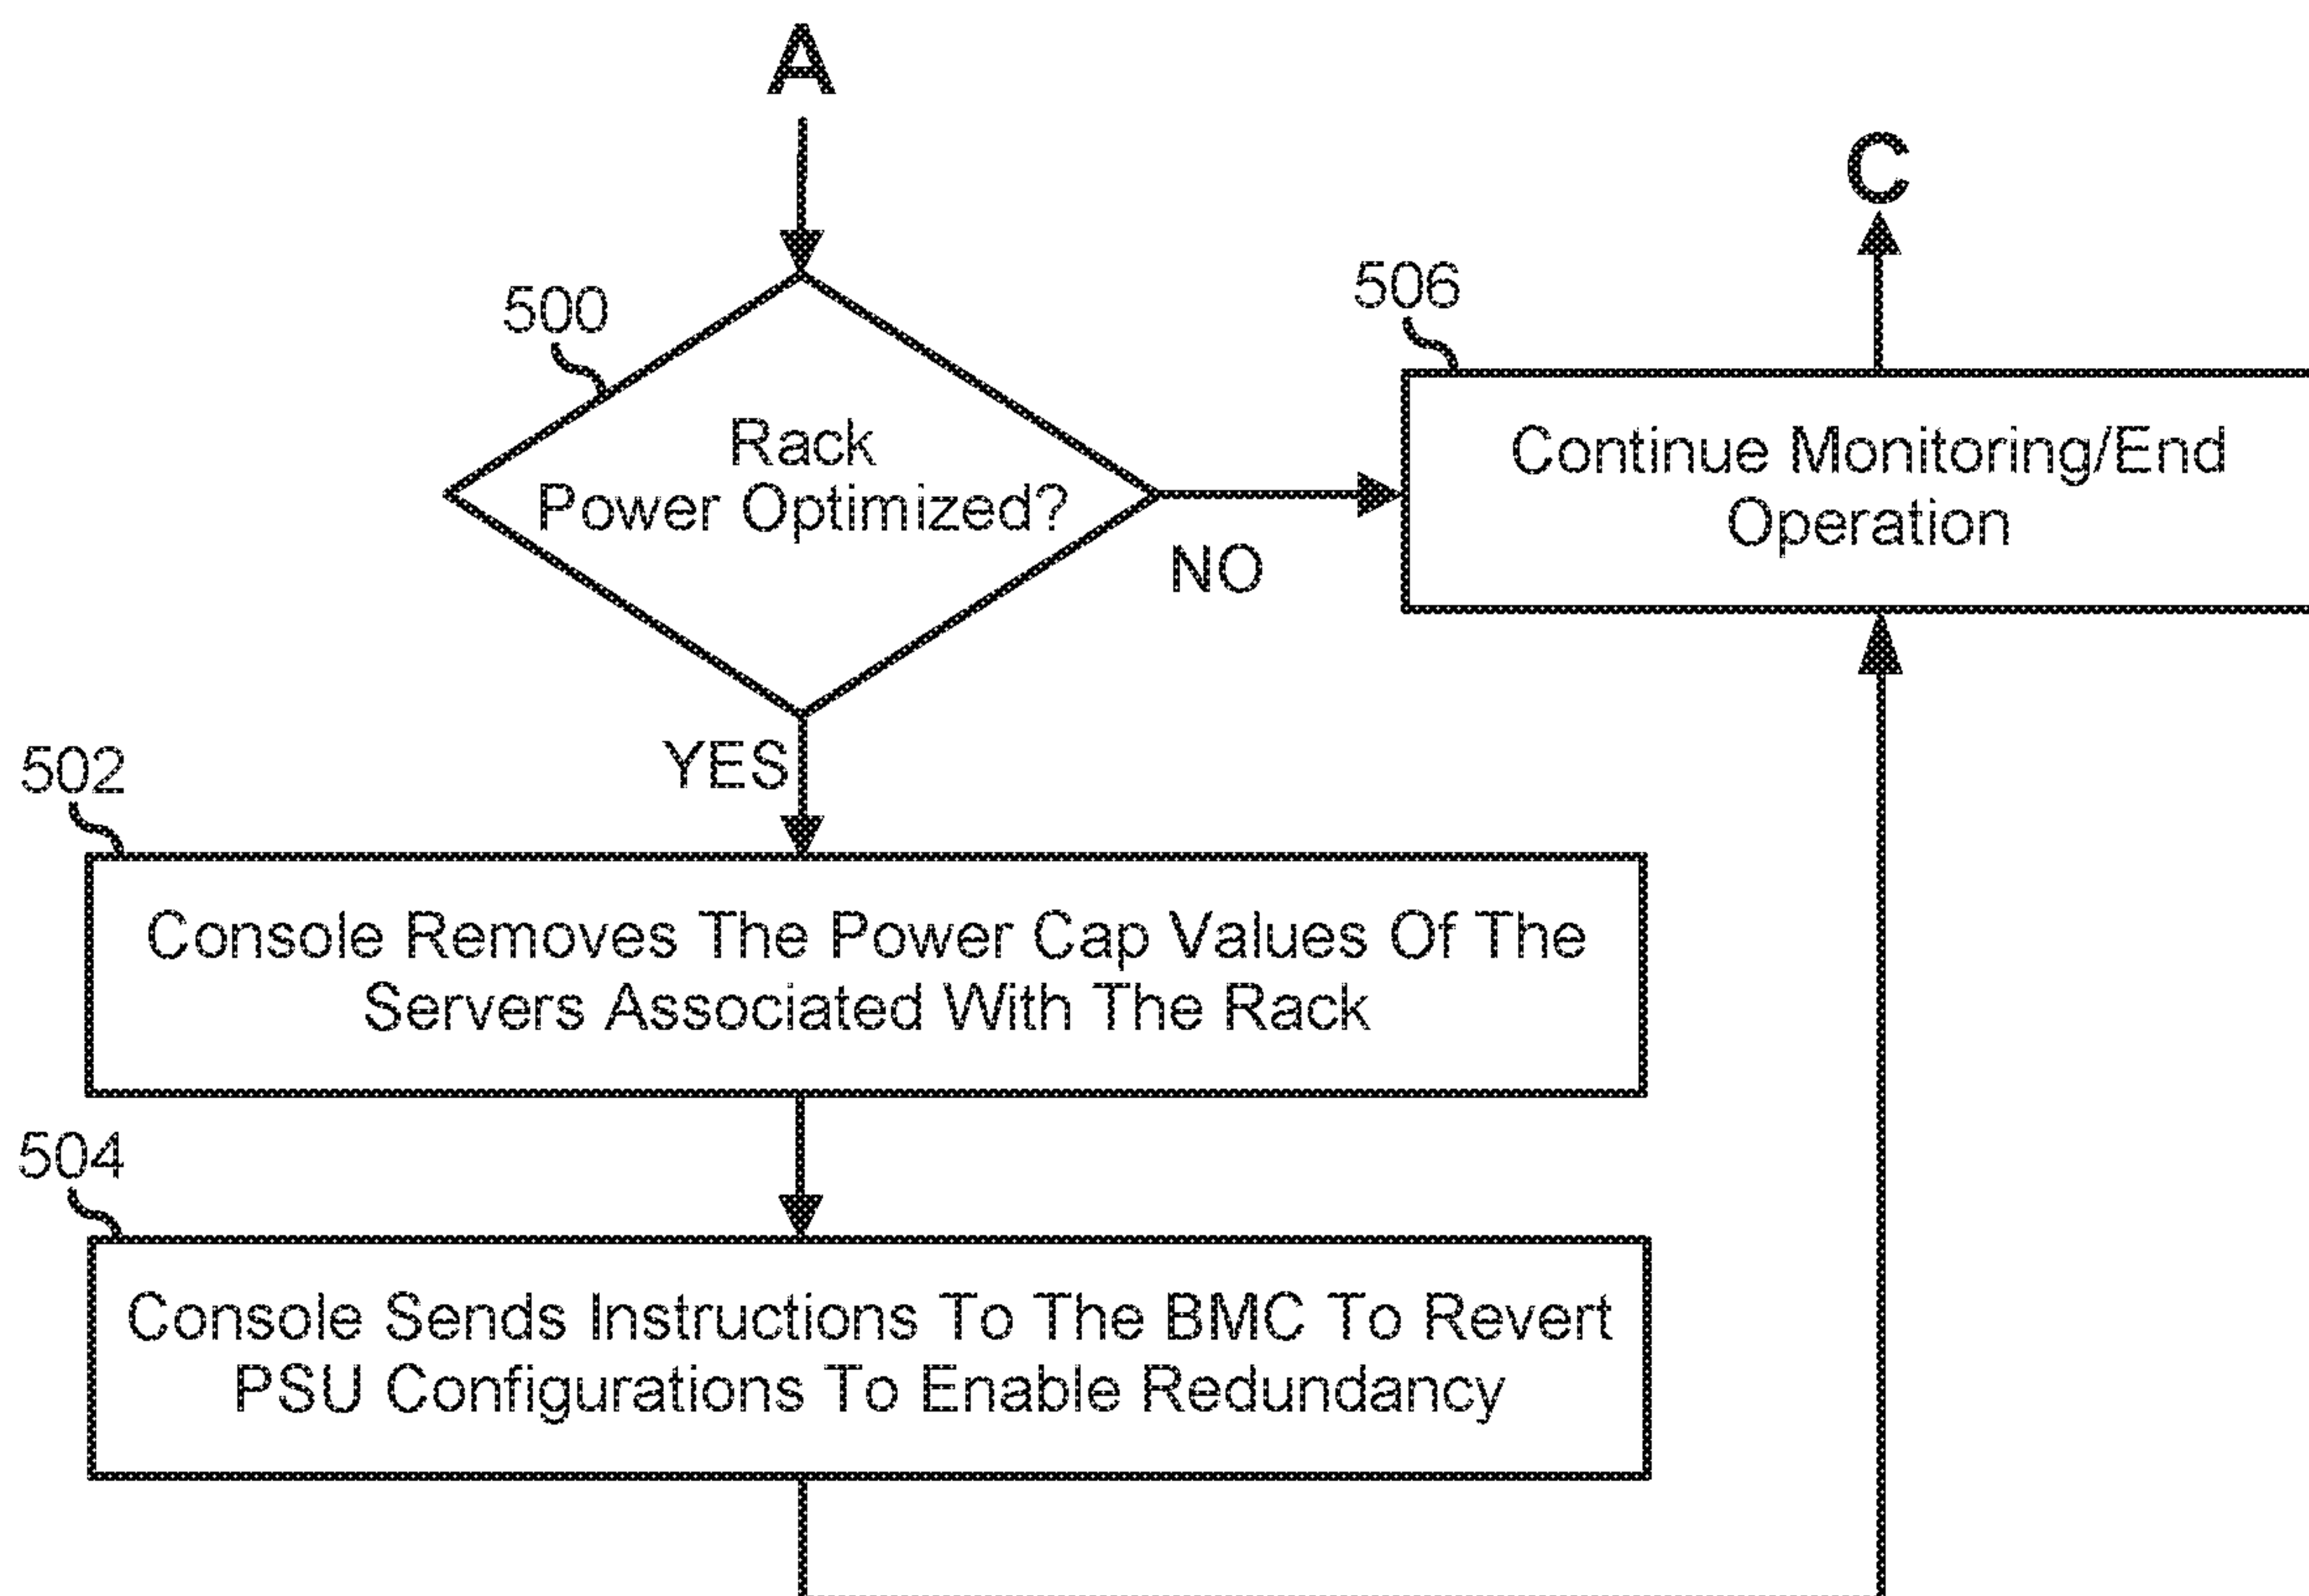 A
C
500
506
Rack
Power Optimized?
Continue Monitoring/End
Operation
NO
YES
502
Console Removes The Power Cap Values Of The
Servers Associated With The Rack
504
Console Sends Instructions To The BMC To Revert
PSU Configurations To Enable Redundancy